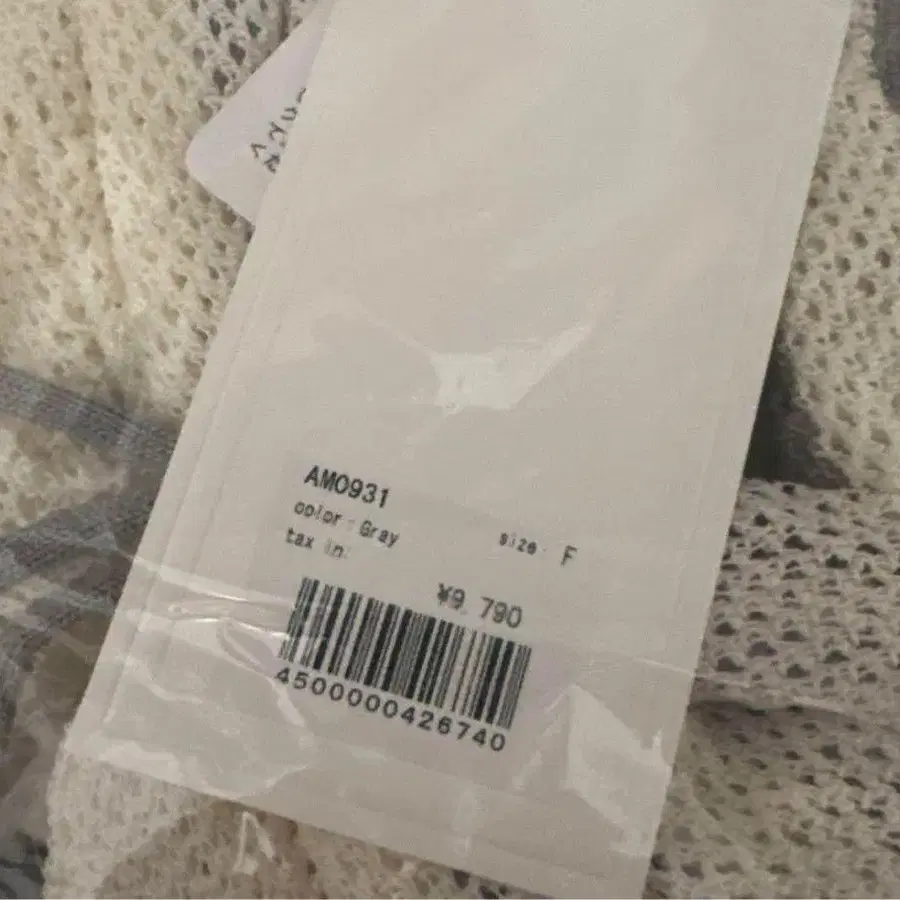 AM0931
color : Gray size : F
tax in.
¥9,790
4500000426740